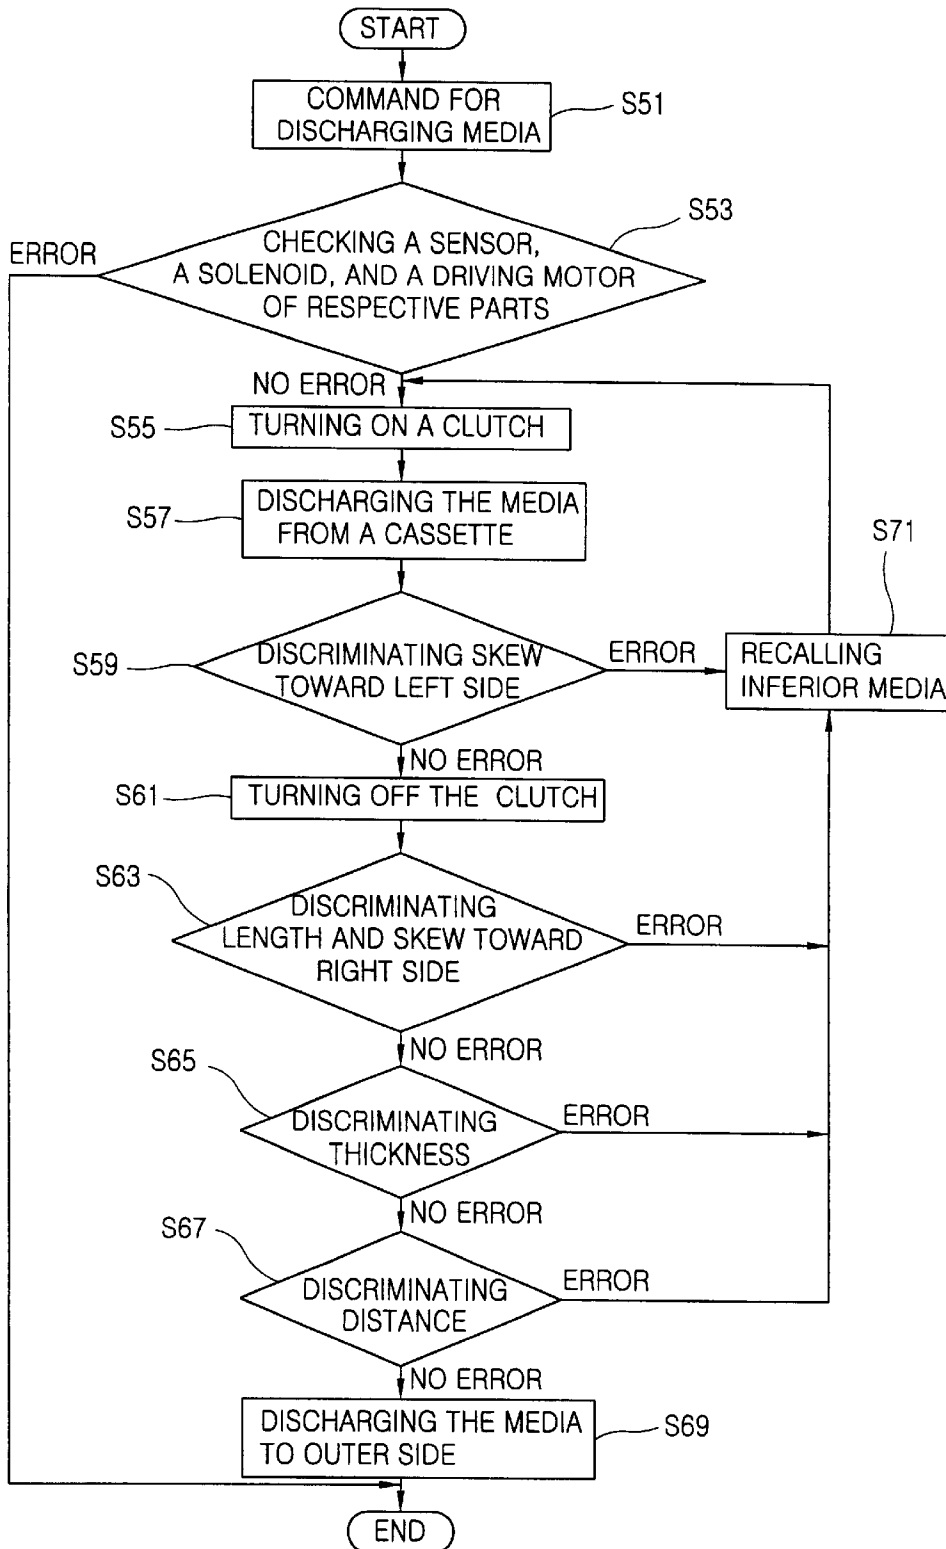 START
COMMAND FOR
DISCHARGING MEDIA
S51
S53
ERROR
CHECKING A SENSOR,
A SOLENOID, AND A DRIVING MOTOR
OF RESPECTIVE PARTS
NO ERROR
S55
TURNING ON A CLUTCH
S57
DISCHARGING THE MEDIA
FROM A CASSETTE
S71
S59
DISCRIMINATING SKEW
TOWARD LEFT SIDE
ERROR
RECALLING
INFERIOR MEDIA
NO ERROR
S61
TURNING OFF THE CLUTCH
S63
DISCRIMINATING
LENGTH AND SKEW TOWARD
RIGHT SIDE
ERROR
NO ERROR
S65
DISCRIMINATING
THICKNESS
ERROR
NO ERROR
S67
DISCRIMINATING
DISTANCE
ERROR
NO ERROR
DISCHARGING THE MEDIA
TO OUTER SIDE
S69
END